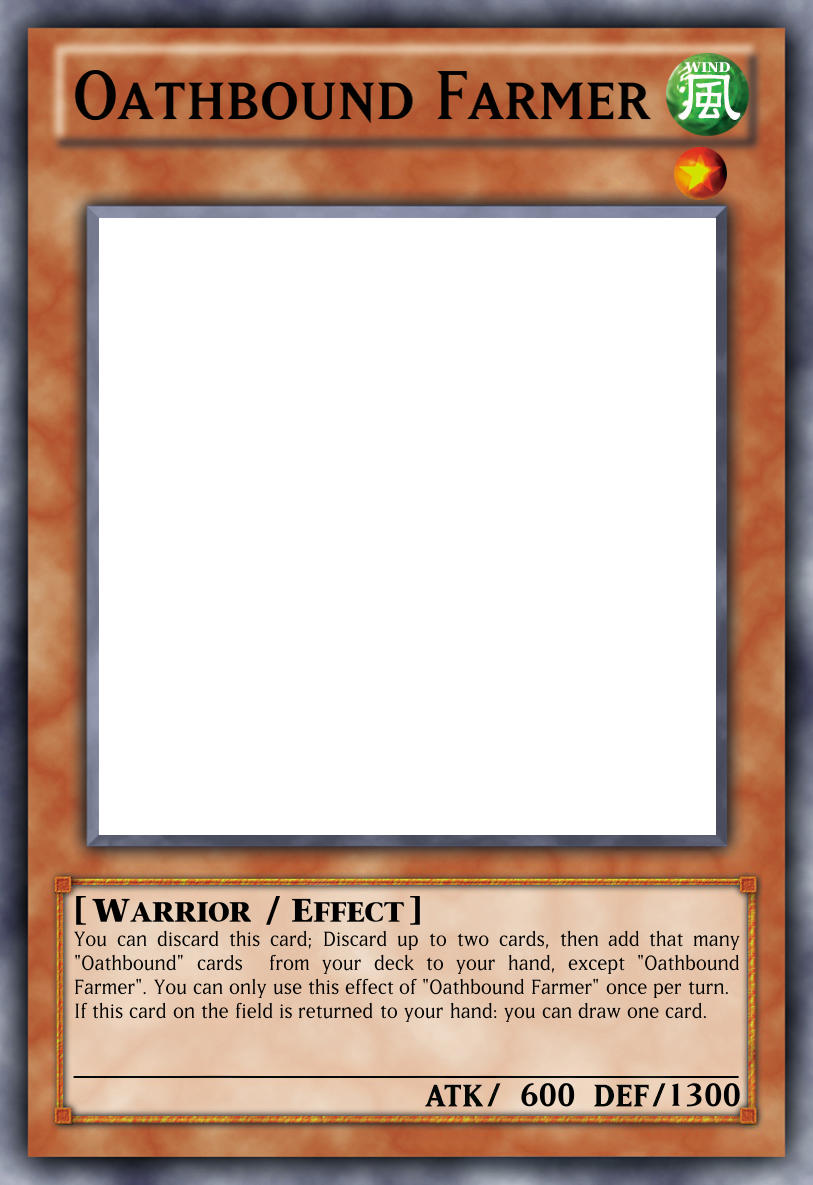 Oathbound Farmer
WIND
風
[ Warrior / Effect ]
You can discard this card; Discard up to two cards, then add that many
"Oathbound" cards from your deck to your hand, except "Oathbound
Farmer". You can only use this effect of "Oathbound Farmer" once per turn.
If this card on the field is returned to your hand: you can draw one card.
ATK/ 600 DEF/1300